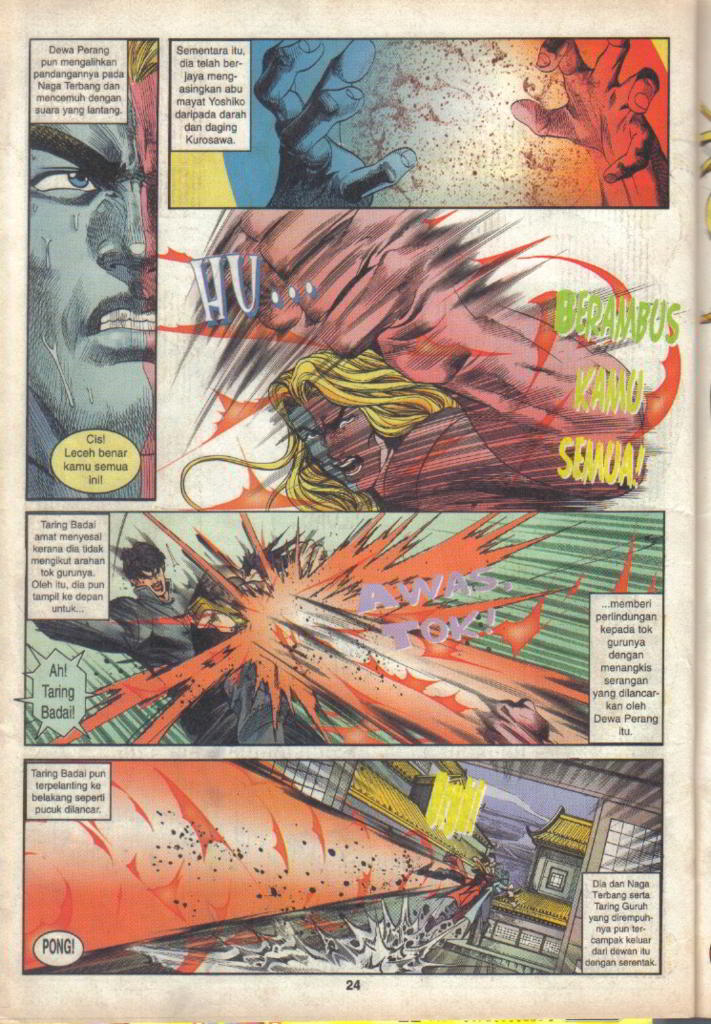 Dewa Perang
pun mengalihkan
pandangannya pada
Naga Terbang dan
mencemuh dengan
suara yang lantang.
Cis!
Leceh benar
kamu semua
ini!
Sementara itu,
dia telah ber-
jaya meng-
asingkan abu
mayat Yoshiko
daripada darah
dan daging
Kurosawa.
HU...
BERAMBUS
KAMU
SEMUA!
Taring Badai
amat menyesal
kerana dia tidak
mengikut arahan
tok gurunya.
Oleh itu, dia pun
tampil ke depan
untuk...
Ah!
Taring
Badai!
AWAS,
TOK!
...memberi
perlindungan
kepada tok
gurunya
dengan
menangkis
serangan
yang dilancar-
kan oleh
Dewa Perang
itu.
Taring Badai pun
terpelanting ke
belakang seperti
pucuk dilancar.
PONG!
Dia dan Naga
Terbang serta
Taring Guruh
yang dirempuh-
nya pun ter-
campak keluar
dari dewan itu
dengan serentak.
24